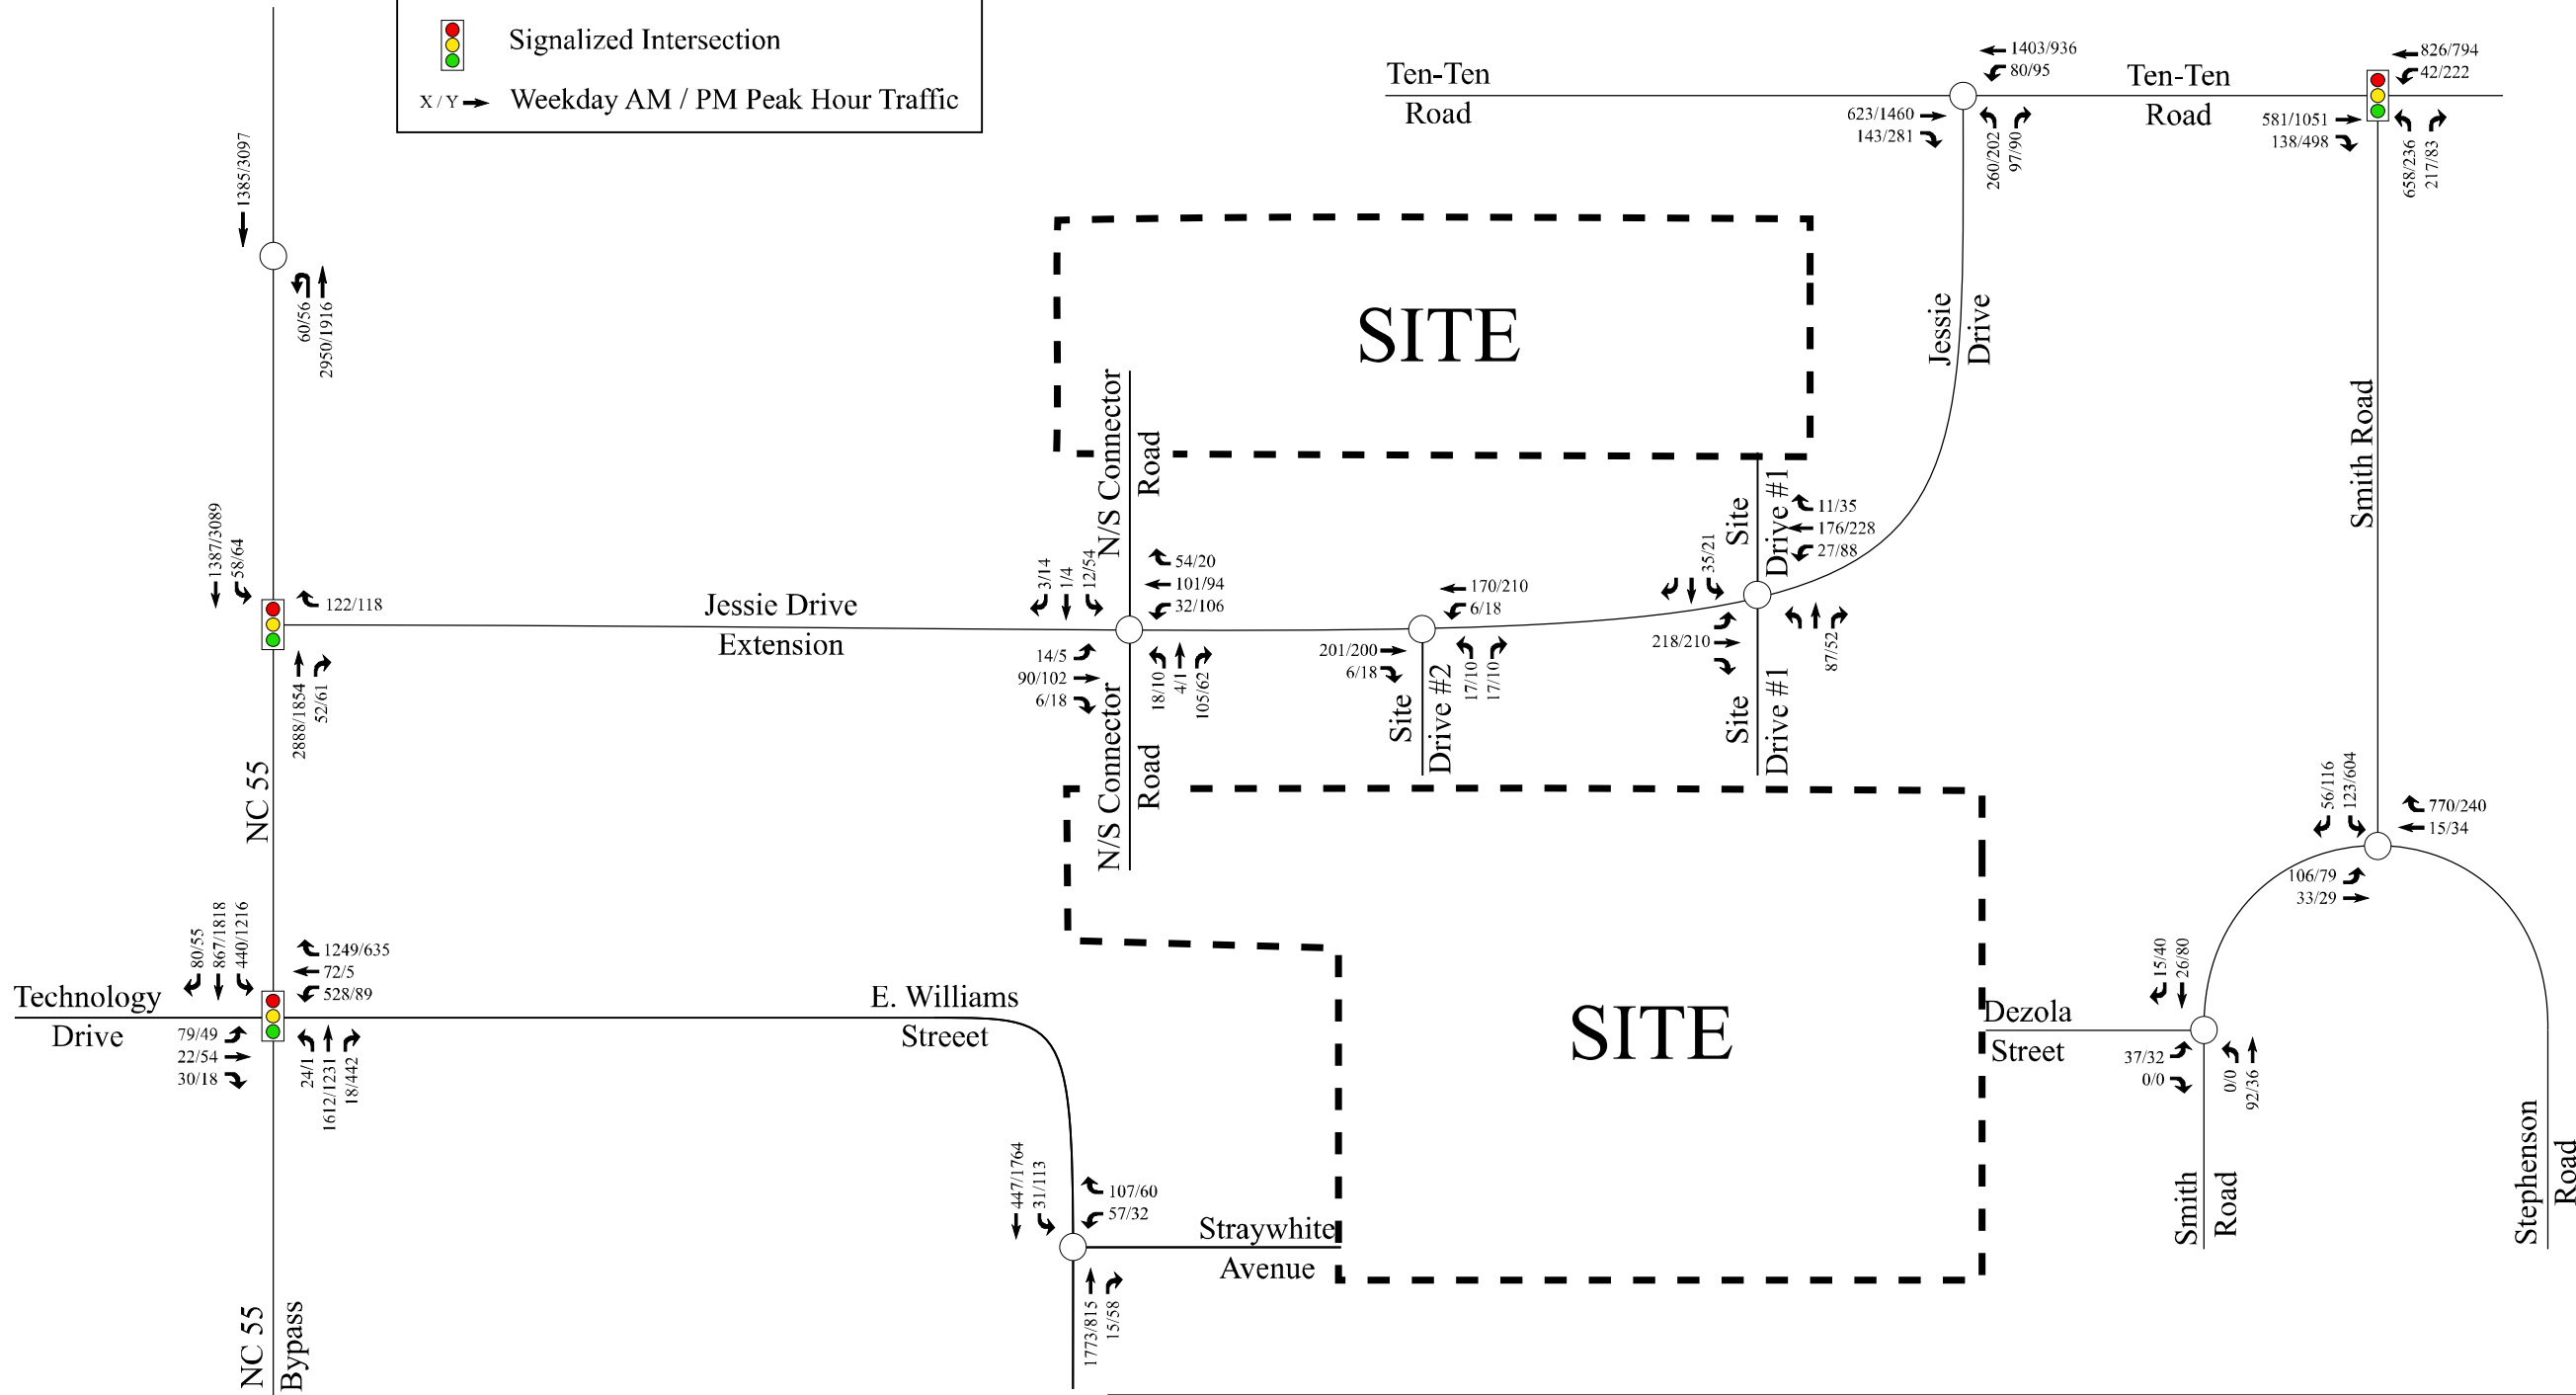 Signalized Intersection
X / Y Weekday AM / PM Peak Hour Traffic
Ten-Ten
Road
1403/936
80/95
623/1460
143/281
260/202
97/90
Ten-Ten
Road
826/794
42/222
581/1051
138/498
658/236
217/83
1385/3097
60/56
2950/1916
SITE
Jessie
Drive
Smith Road
N/S Connector
Road
Site
Drive #1
11/35
176/228
27/88
35/21
218/210
87/52
1387/3089
58/64
122/118
2888/1854
52/61
Jessie Drive
Extension
3/14
1/4
12/54
54/20
101/94
32/106
14/5
90/102
6/18
18/10
4/1
105/62
170/210
6/18
201/200
6/18
17/10
17/10
Site
Drive #2
Site
Drive #1
N/S Connector
Road
NC 55
56/116
123/604
770/240
15/34
106/79
33/29
80/55
867/1818
440/1216
1249/635
72/5
528/89
Technology
Drive
79/49
22/54
30/18
24/1
1612/1231
18/442
E. Williams
Streeet
SITE
Dezola
Street
15/40
26/80
37/32
0/0
0/0
92/36
447/1764
31/113
107/60
57/32
Straywhite
Avenue
1773/815
15/58
Smith
Road
Stephenson
Road
NC 55
Bypass